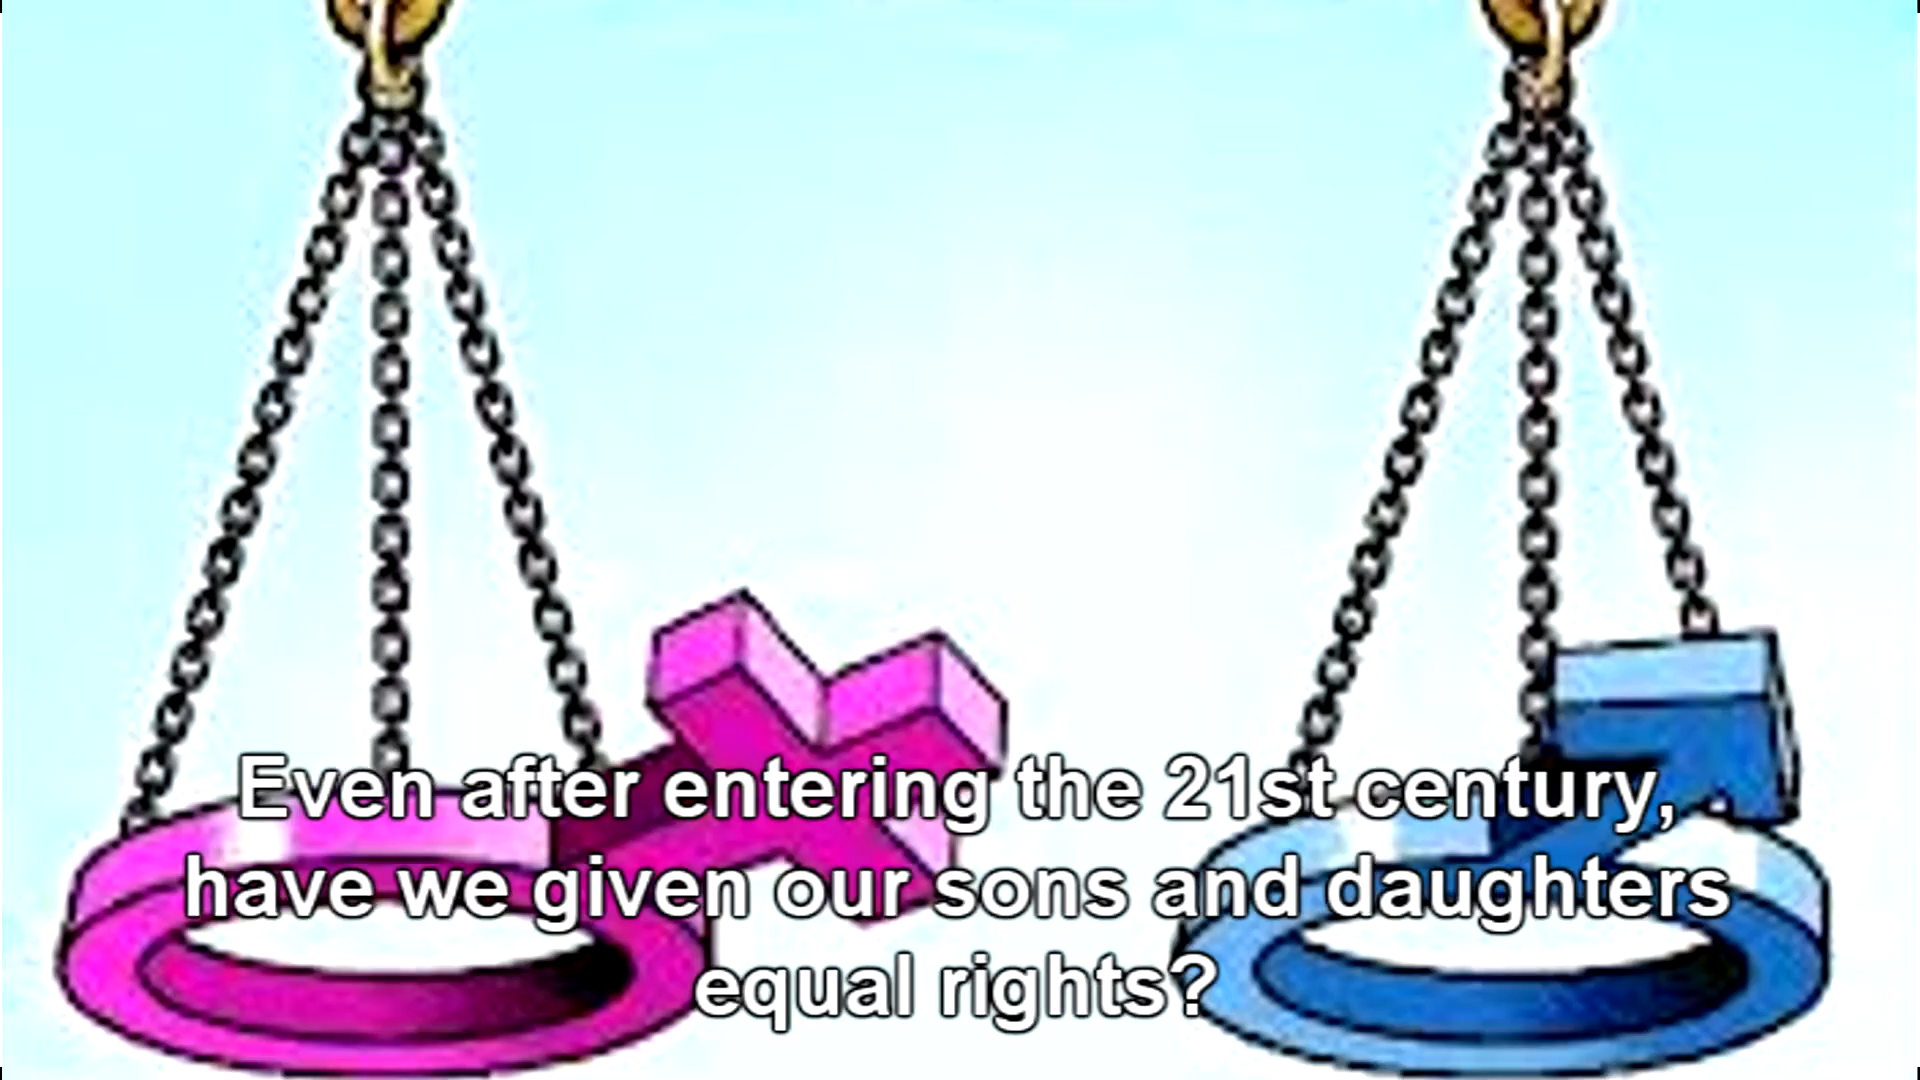 Even after entering the 21st century,
have we given our sons and daughters
equal rights?